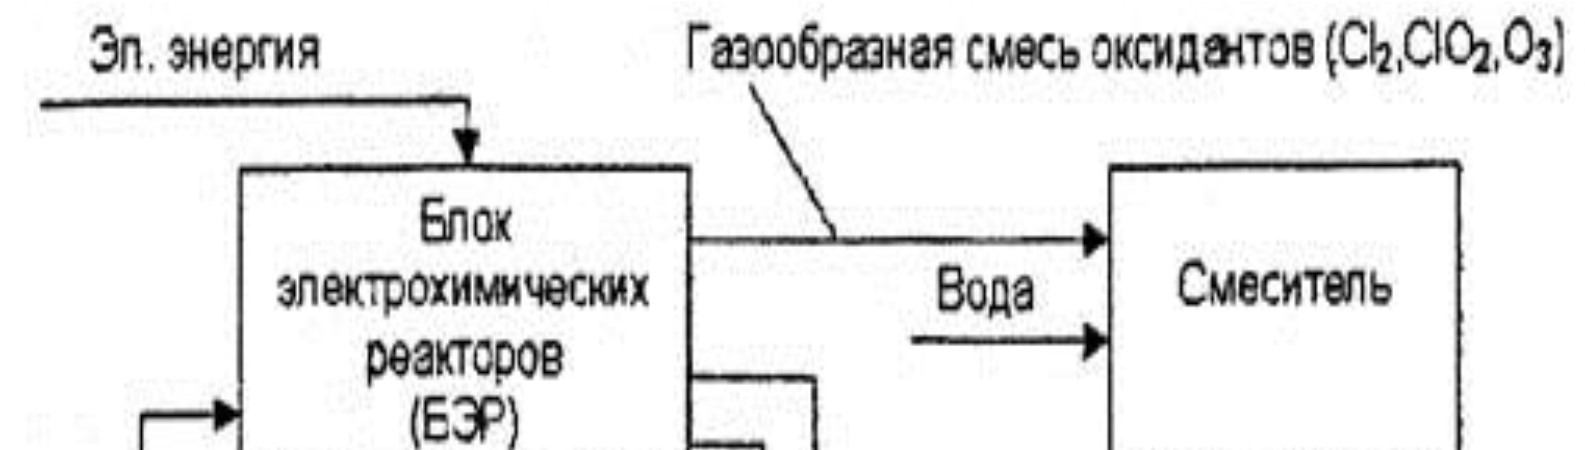 Эл. энергия
Газообразная смесь оксидантов (Cl₂,ClO₂,O₃)
Блок
электрохимических
реакторов
(БЭР)
Вода
Смеситель